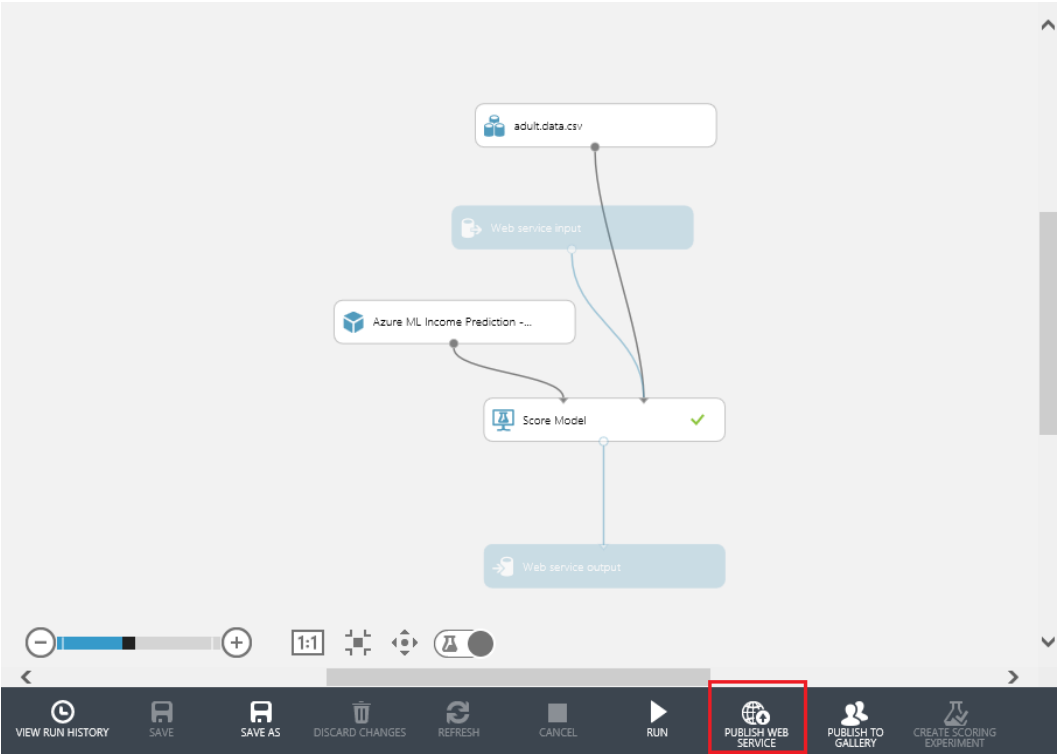 adult.data.csv
Web service input
Azure ML Income Prediction -...
Score Model
Web service output
1:1
VIEW RUN HISTORY
SAVE
SAVE AS
DISCARD CHANGES
REFRESH
CANCEL
RUN
PUBLISH WEB
SERVICE
PUBLISH TO
GALLERY
CREATE SCORING
EXPERIMENT